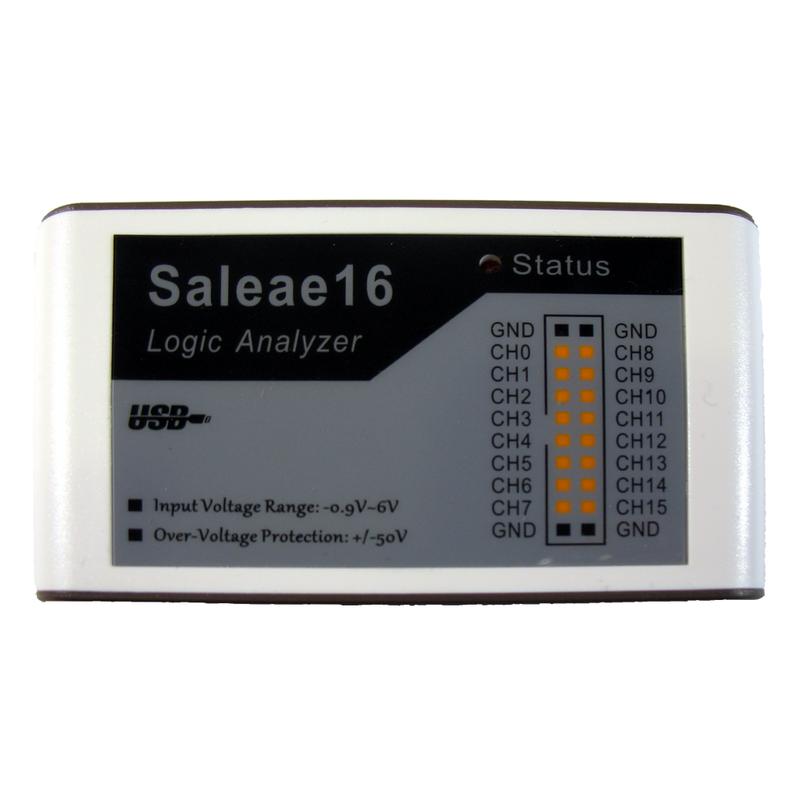 Saleae16
Logic Analyzer
Status
USB
Input Voltage Range: -0.9V~6V
Over-Voltage Protection: +/-50V
GND GND
CH0 CH8
CH1 CH9
CH2 CH10
CH3 CH11
CH4 CH12
CH5 CH13
CH6 CH14
CH7 CH15
GND GND